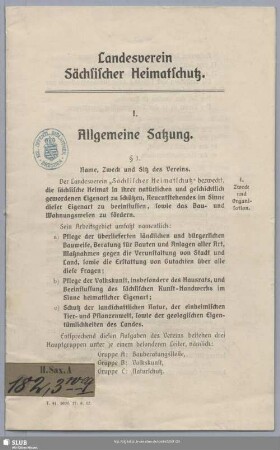 Landesverein
Sächsischer Heimatschutz.
1.
Allgemeine Satzung.
§ 1.
Name, Zweck und Sitz des Vereins.
Der Landesverein „Sächsischer Heimatschutz“ bezweckt,
die sächsische Heimat in ihrer natürlichen und geschichtlich
gewordenen Eigenart zu schützen, Neuentstehendes im Sinne
dieser Eigenart zu beeinflussen, sowie das Bau- und
Wohnungswesen zu fördern.
I.
Zweck
und
Organi-
sation.
Sein Arbeitsgebiet umfaßt namentlich:
a) Pflege der überlieferten ländlichen und bürgerlichen
Bauweise, Beratung für Bauten und Anlagen aller Art,
Maßnahmen gegen die Verunstaltung von Stadt und
Land, sowie die Erstattung von Gutachten über alle
diese Fragen;
b) Pflege der Volkskunst, insbesondere des Hausrats, und
Beeinflussung des sächsischen Kunst-Handwerks im
Sinne heimatlicher Eigenart;
c) Schutz der landschaftlichen Natur, der einheimischen
Tier- und Pflanzenwelt, sowie der geologischen Eigen-
tümlichkeiten des Landes.
Entsprechend diesen Aufgaben des Vereins bestehen drei
Hauptgruppen unter je einem besonderen Leiter, nämlich:
Gruppe A: Bauberatungsstelle,
Gruppe B: Volkskunst,
Gruppe C: Naturschutz.
H. Sax. A
182,3
SLUB